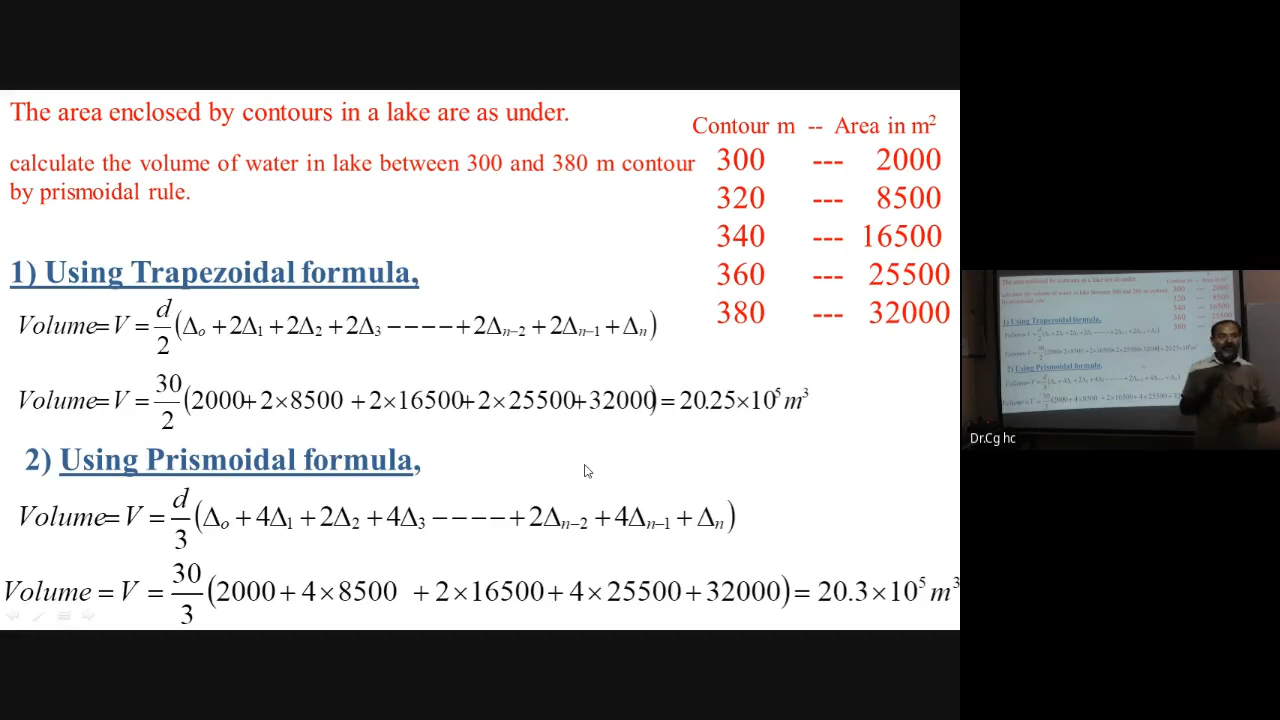 The area enclosed by contours in a lake are as under.
calculate the volume of water in lake between 300 and 380 m contour
by prismoidal rule.
Contour m -- Area in m²
300 --- 2000
320 --- 8500
340 --- 16500
360 --- 25500
380 --- 32000
1) Using Trapezoidal formula,
Volume= V = d/2 (Δo + 2Δ1 + 2Δ2 + 2Δ3 ---- + 2Δn−2 + 2Δn−1 + Δn)
Volume= V = 30/2 (2000+ 2×8500 + 2×16500+ 2×25500+32000) = 20.25×10⁵ m³
2) Using Prismoidal formula,
Volume= V = d/3 (Δo + 4Δ1 + 2Δ2 + 4Δ3 ---- + 2Δn−2 + 4Δn−1 + Δn)
Volume = V = 30/3 (2000 + 4×8500 + 2×16500 + 4×25500 + 32000) = 20.3×10⁵ m³
Dr.Cg hc